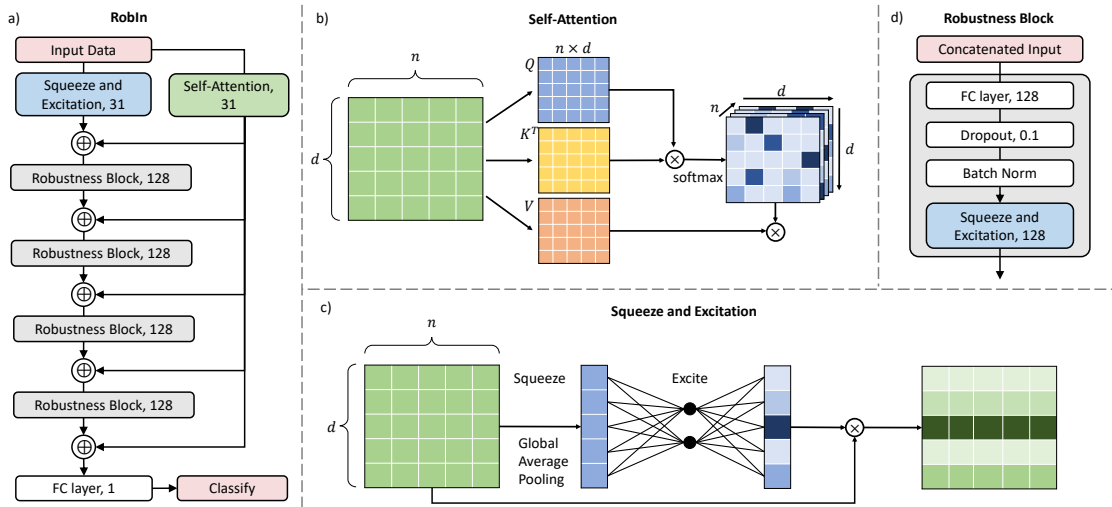 a)
RobIn
Input Data
Squeeze and
Excitation, 31
Self-Attention,
31
Robustness Block, 128
Robustness Block, 128
Robustness Block, 128
Robustness Block, 128
FC layer, 1
Classify
b)
Self-Attention
n
d
n × d
Q
K^T
V
softmax
n
d
d
c)
Squeeze and Excitation
n
d
Squeeze
Global
Average
Pooling
Excite
d)
Robustness Block
Concatenated Input
FC layer, 128
Dropout, 0.1
Batch Norm
Squeeze and
Excitation, 128